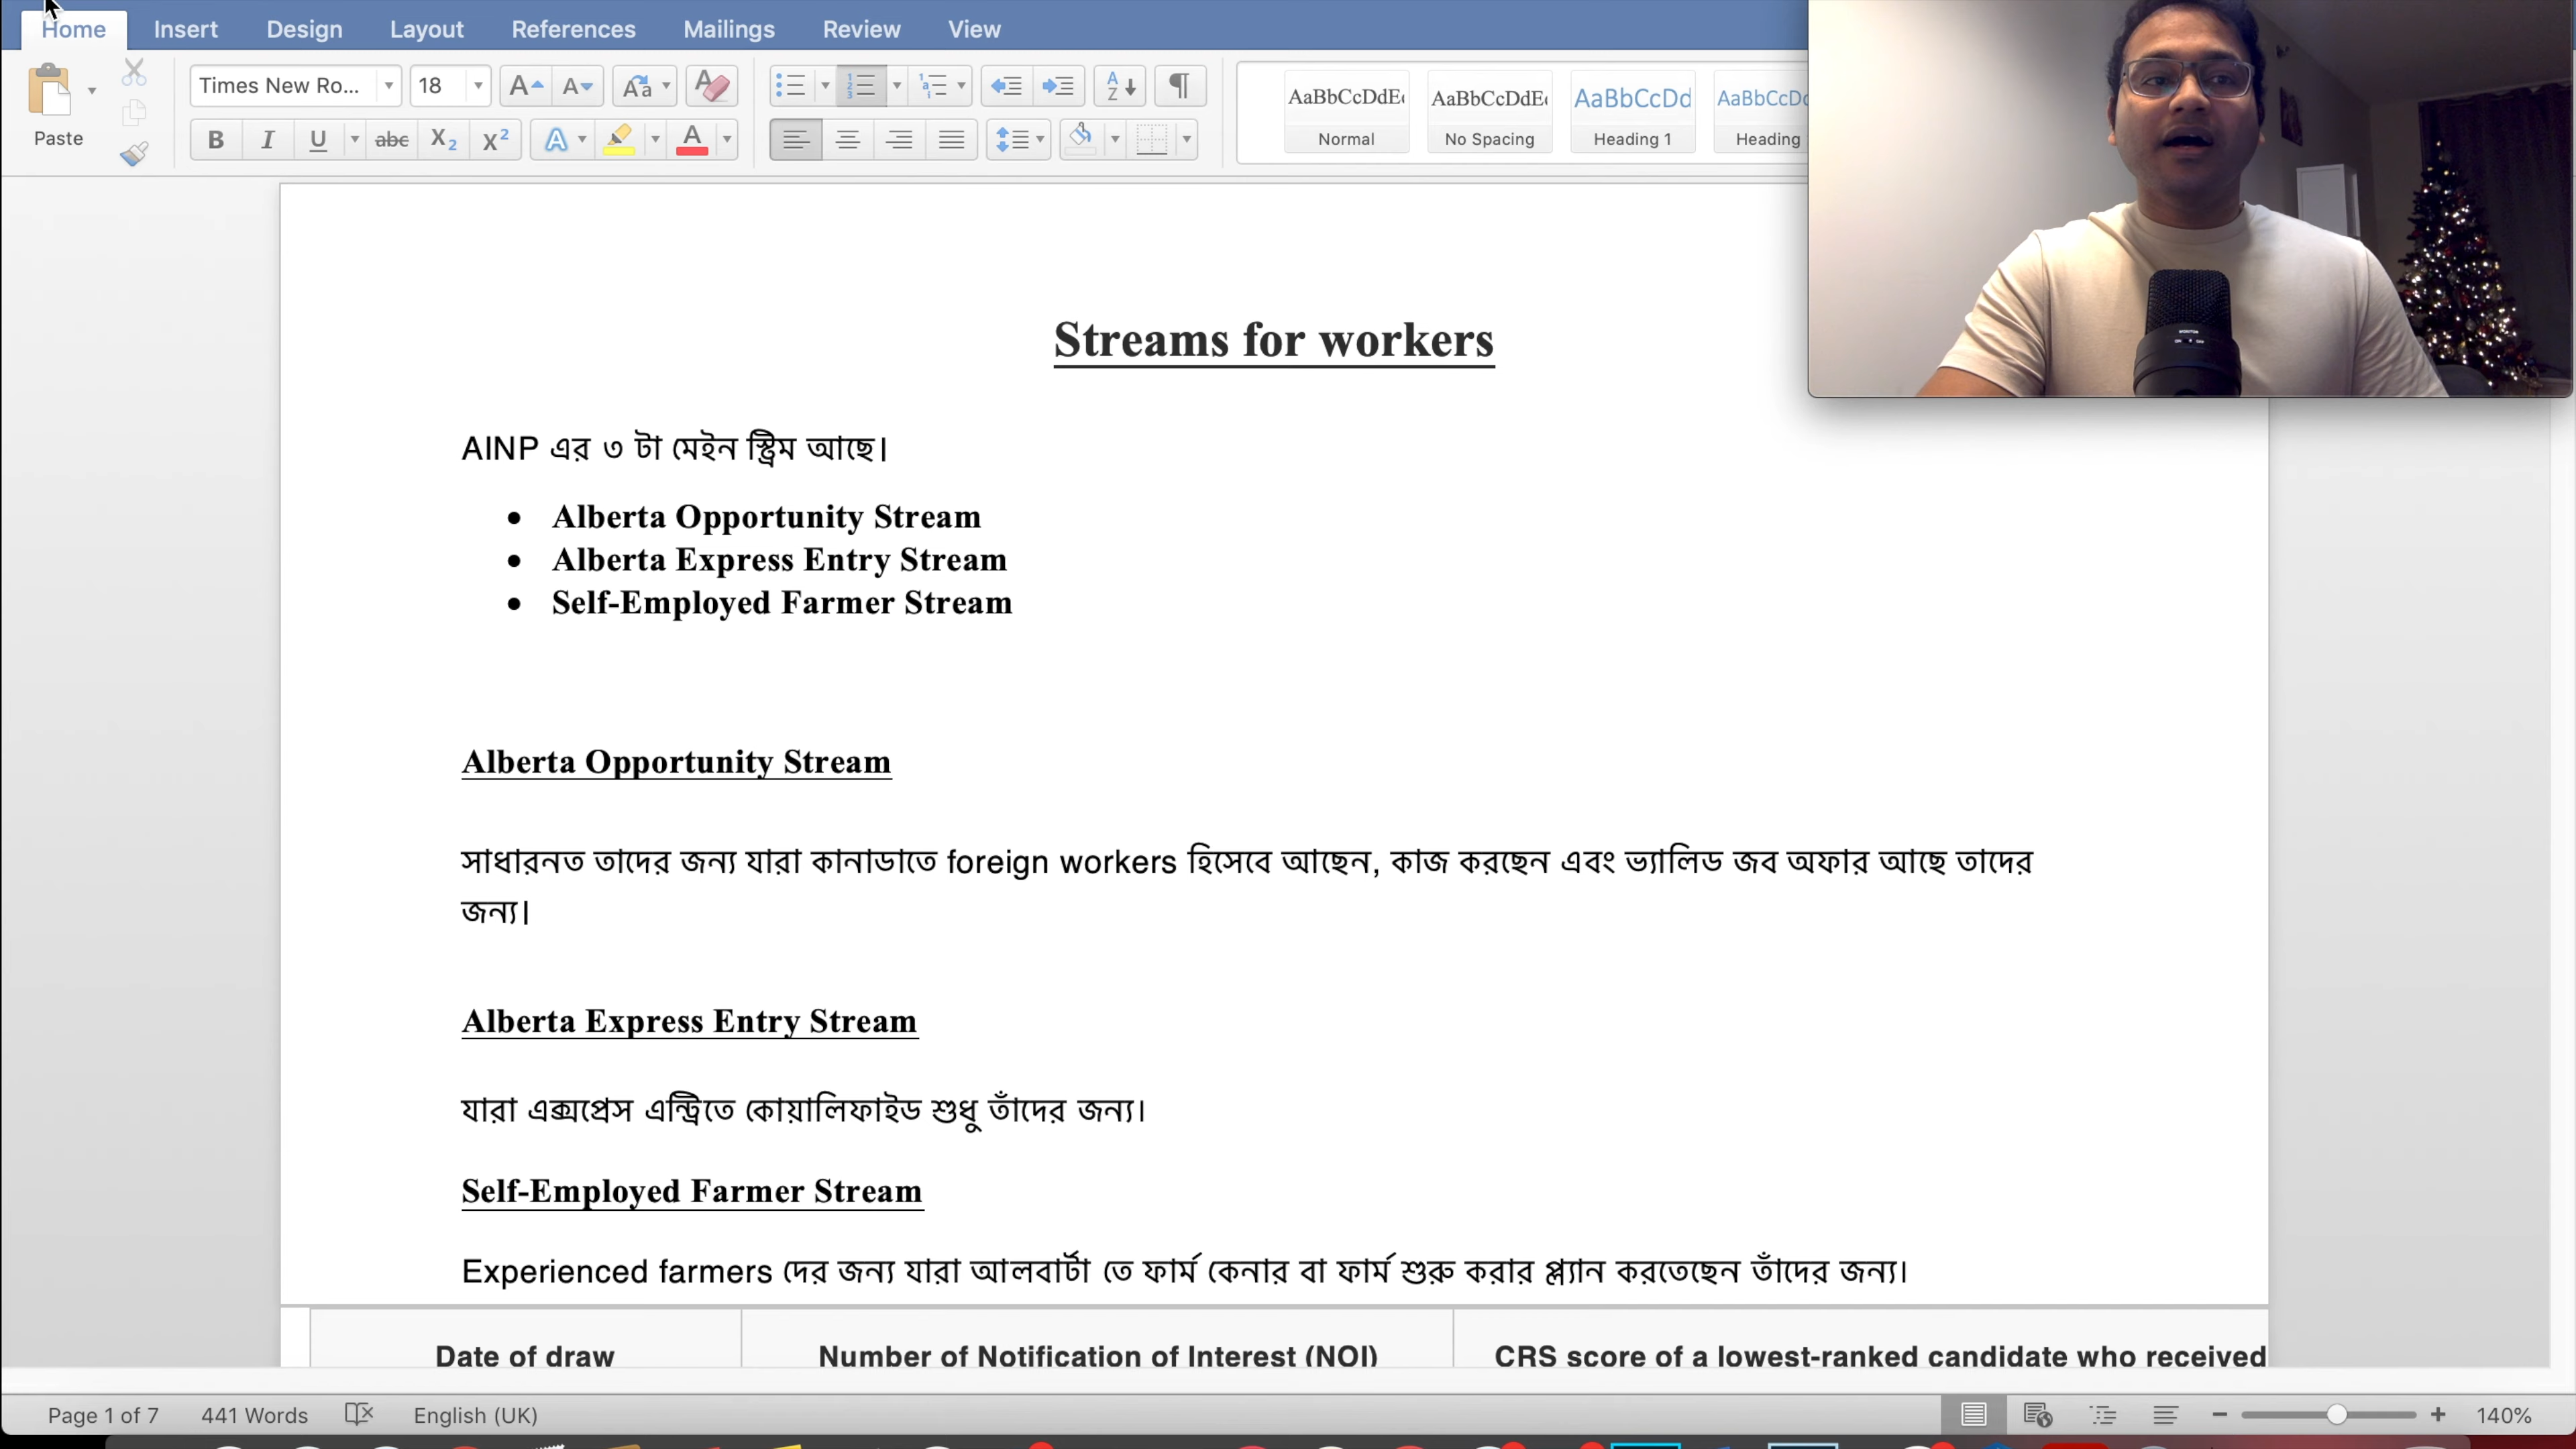 Home Insert Design Layout References Mailings Review View
Times New Ro... 18
Paste
AaBbCcDdEe AaBbCcDdEe AaBbCcDd AaBbCcDd
Normal No Spacing Heading 1 Heading
Streams for workers
AINP এর ৩ টা মেইন স্ট্রিম আছে।
• Alberta Opportunity Stream
• Alberta Express Entry Stream
• Self-Employed Farmer Stream
Alberta Opportunity Stream
সাধারনত তাদের জন্য যারা কানাডাতে foreign workers হিসেবে আছেন, কাজ করছেন এবং ভ্যালিড জব অফার আছে তাদের
জন্য।
Alberta Express Entry Stream
যারা এক্সপ্রেস এন্ট্রিতে কোয়ালিফাইড শুধু তাঁদের জন্য।
Self-Employed Farmer Stream
Experienced farmers দের জন্য যারা আলবার্টা তে ফার্ম কেনার বা ফার্ম শুরু করার প্ল্যান করতেছেন তাঁদের জন্য।
Date of draw Number of Notification of Interest (NOI) CRS score of a lowest-ranked candidate who received
Page 1 of 7 441 Words English (UK) 140%